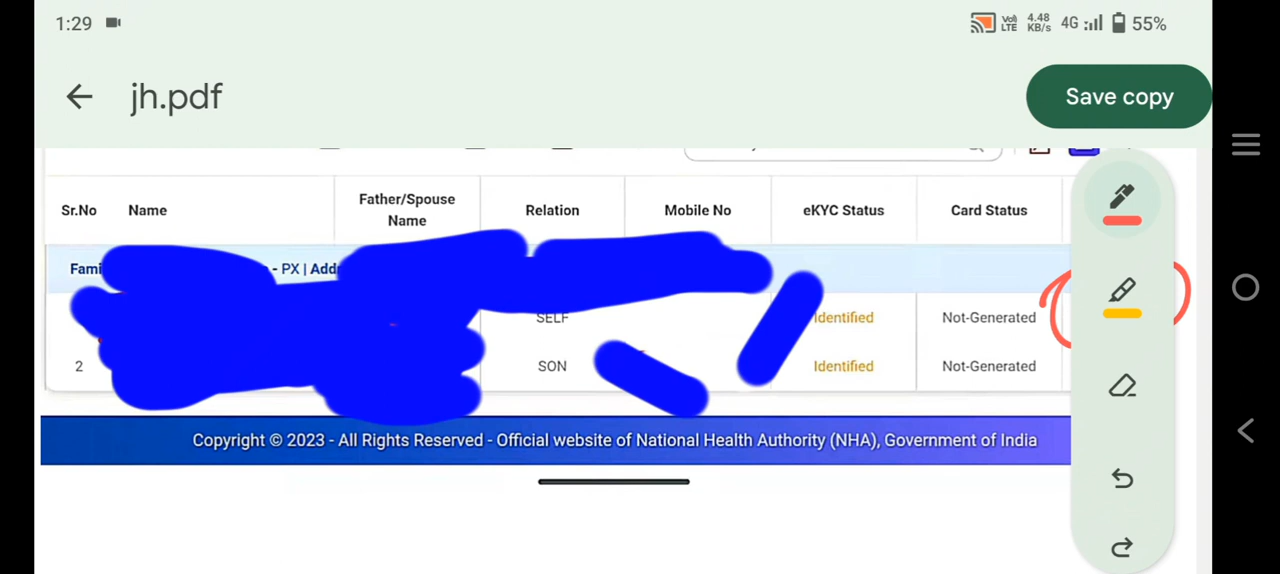 1:29 Vo) LTE 4.48 KB/s 4G 55%
jh.pdf Save copy
Sr.No Name Father/Spouse Name Relation Mobile No eKYC Status Card Status
- PX |
SELF Identified Not-Generated
2 SON Identified Not-Generated
Copyright © 2023 - All Rights Reserved - Official website of National Health Authority (NHA), Government of India